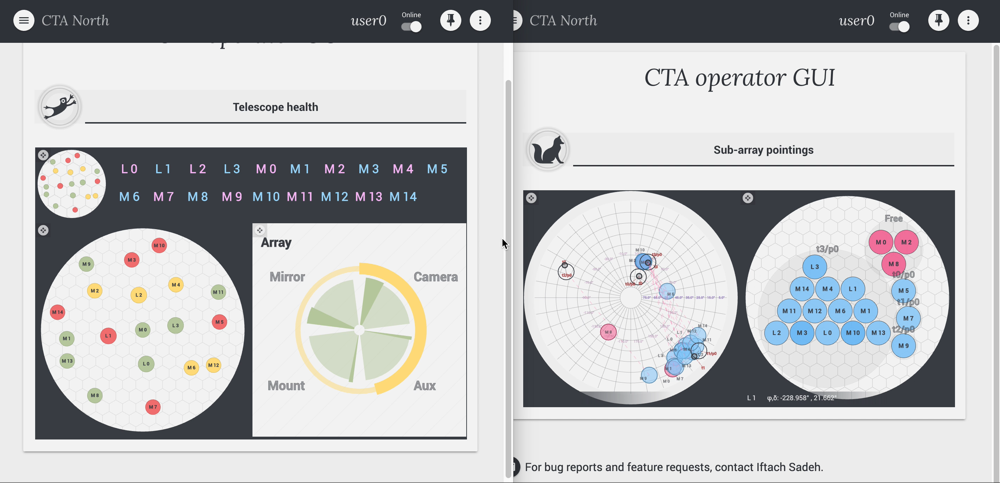 CTA North
user0
Online
Telescope health
L 0 L 1 L 2 L 3 M 0 M 1 M 2 M 3 M 4 M 5
M 6 M 7 M 8 M 9 M 10 M 11 M 12 M 13 M 14
M 10
M 3
M 9
M 4
M 2
L 2
M 11
M 14
M 5
L 3
M 0
L 1
M 1
M 13
L 0
M 6
M 12
M 8
M 7
Array
Mirror
Camera
Mount
Aux
CTA North
user0
Online
CTA operator GUI
Sub-array pointings
M 10
t3/p0
-10.0°
-30.0°
M 2
t3
-50.0°
50.0°
t2/p0
-70.0°
70.0°
t0/p0
t0
M 5
-90.0°
75.0° 65.0° 45.0° 35.0° 25.0° 15.0° 5.0°
-110.0°
110.0°
-130.0°
130.0°
M 14
M 8
L 1
M 12
L 0
M 11
-170.0°
170.0°
150.0°
M 6
M 4
L 3
t1/p0
M 13
t1
M 1
M 9
M 7
M 0
Free
M 0 M 2
t3/p0
M 8
L 3
t0/p0
M 14 M 4 L 1 M 5
t1/p0
M 11 M 12 M 6 M 1 M 7
t2/p0
L 2 M 3 L 0 M 10 M 13
M 9
L 1 φ,δ: -228.958° , 21.662°
For bug reports and feature requests, contact Iftach Sadeh.